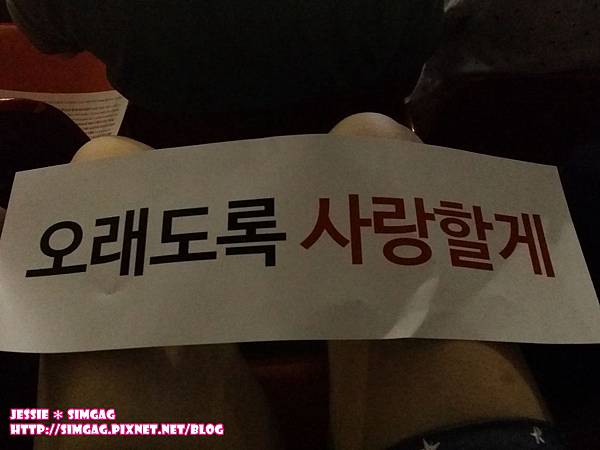 오래도록 사랑할게
JESSIE * SIMGAG
HTTP://SIMGAG.PIXNET.NET/BLOG